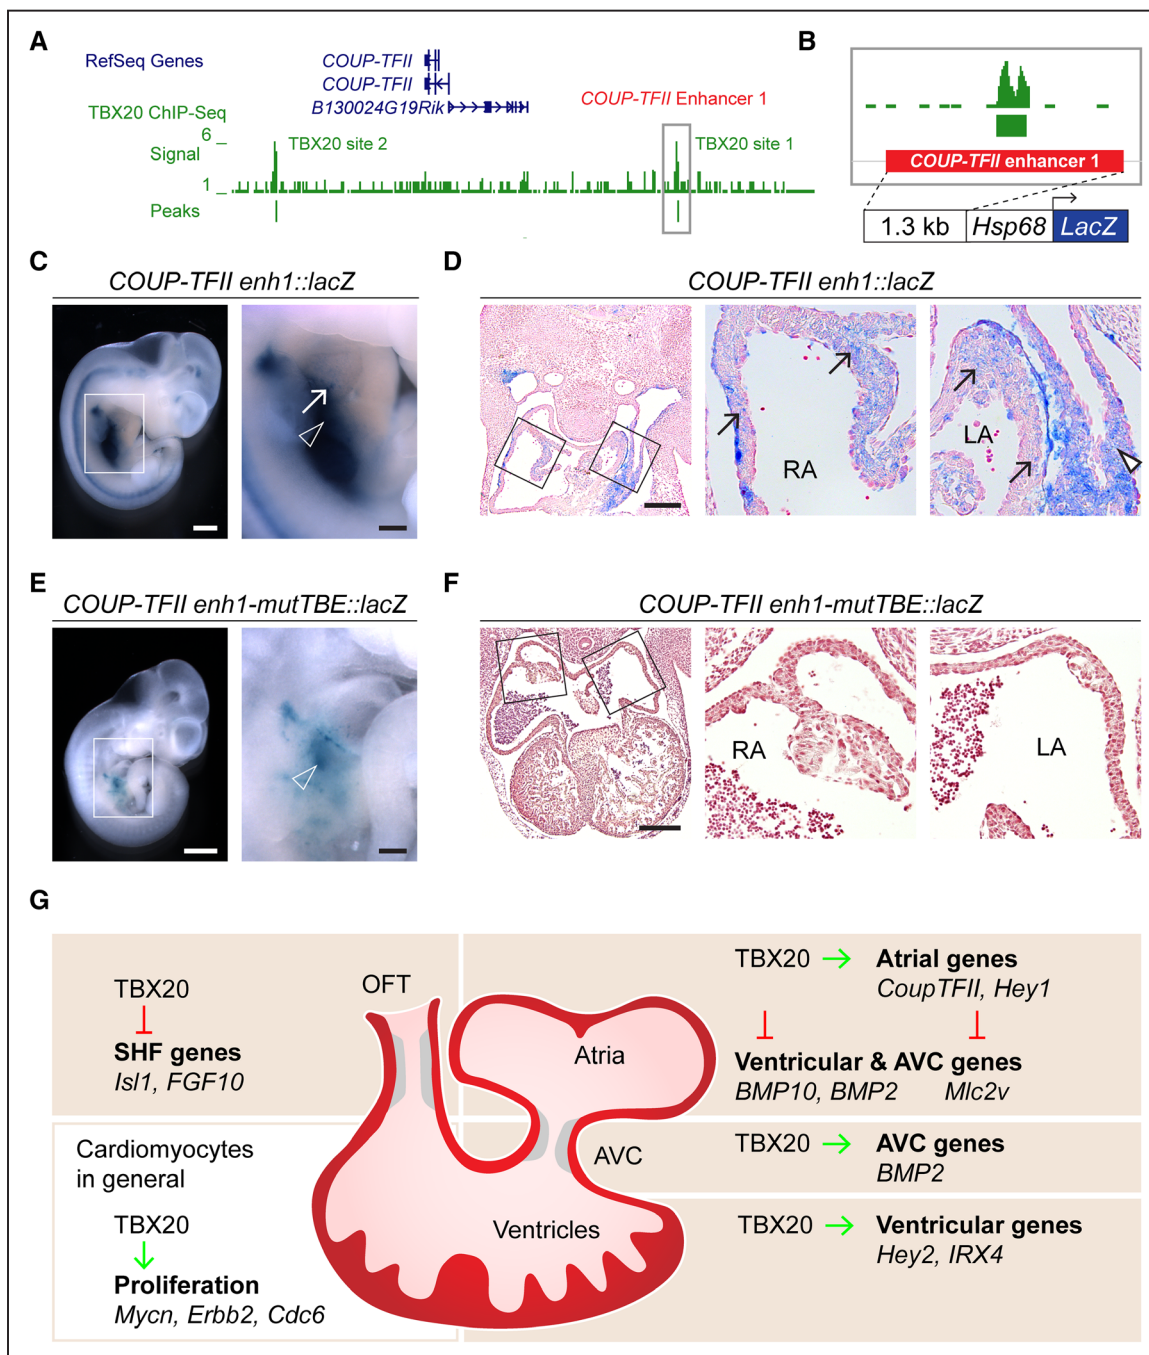 A
RefSeq Genes
COUP-TFII
COUP-TFII
B130024G19Rik
COUP-TFII Enhancer 1
TBX20 ChIP-Seq
6
Signal
TBX20 site 2
TBX20 site 1
1
Peaks
B
COUP-TFII enhancer 1
1.3 kb Hsp68 LacZ
C
COUP-TFII enh1::lacZ
D
COUP-TFII enh1::lacZ
RA
LA
E
COUP-TFII enh1-mutTBE::lacZ
F
COUP-TFII enh1-mutTBE::lacZ
RA
LA
G
TBX20
SHF genes
Isl1, FGF10
Cardiomyocytes
in general
TBX20
Proliferation
Mycn, Erbb2, Cdc6
OFT
Atria
AVC
Ventricles
TBX20 → Atrial genes
CoupTFII, Hey1
Ventricular & AVC genes
BMP10, BMP2 Mlc2v
TBX20 → AVC genes
BMP2
TBX20 → Ventricular genes
Hey2, IRX4